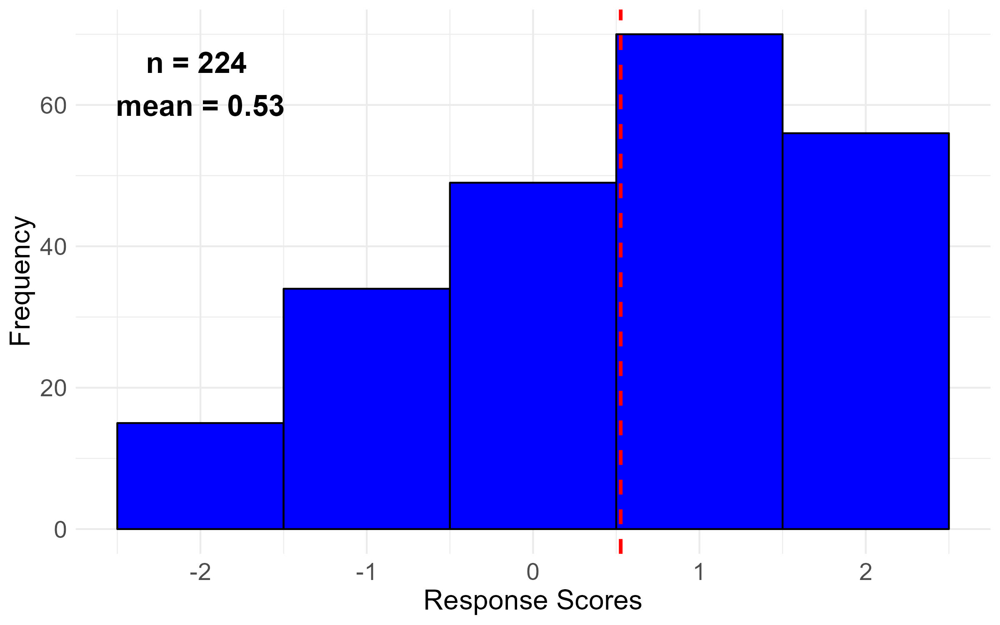 n = 224
mean = 0.53
60
40
20
0
Frequency
-2 -1 0 1 2
Response Scores